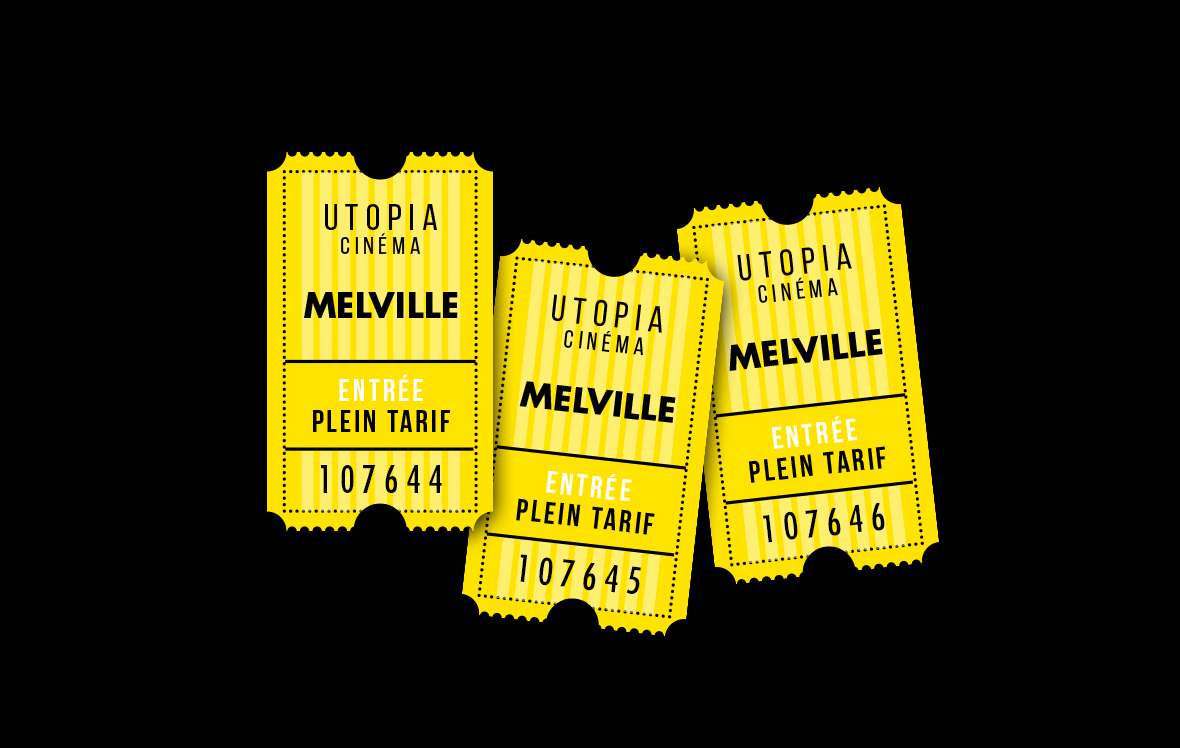 UTOPIA
CINÉMA
MELVILLE
ENTRÉE
PLEIN TARIF
107644
UTOPIA
CINÉMA
MELVILLE
ENTRÉE
PLEIN TARIF
107645
UTOPIA
CINÉMA
MELVILLE
ENTRÉE
PLEIN TARIF
107646